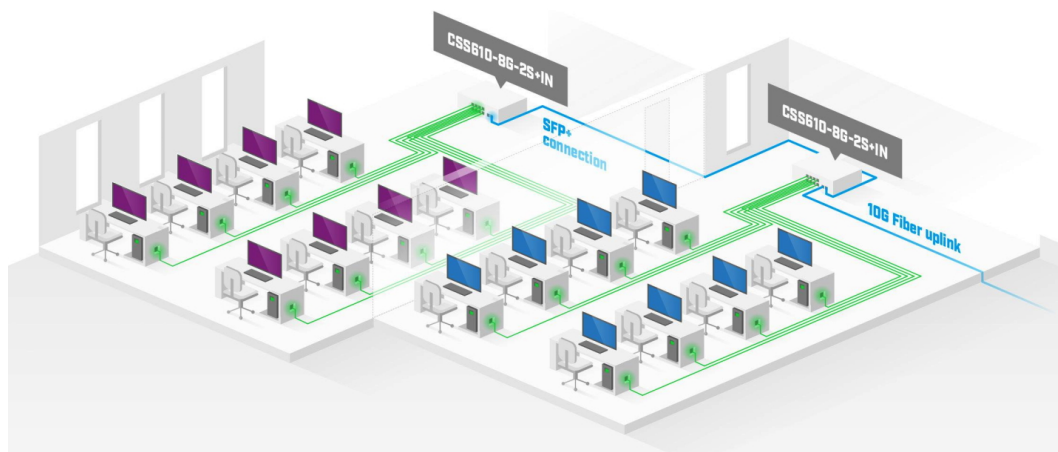 CSS610-8G-2S+IN
CSS610-8G-2S+IN
SFP+
connection
10G Fiber uplink